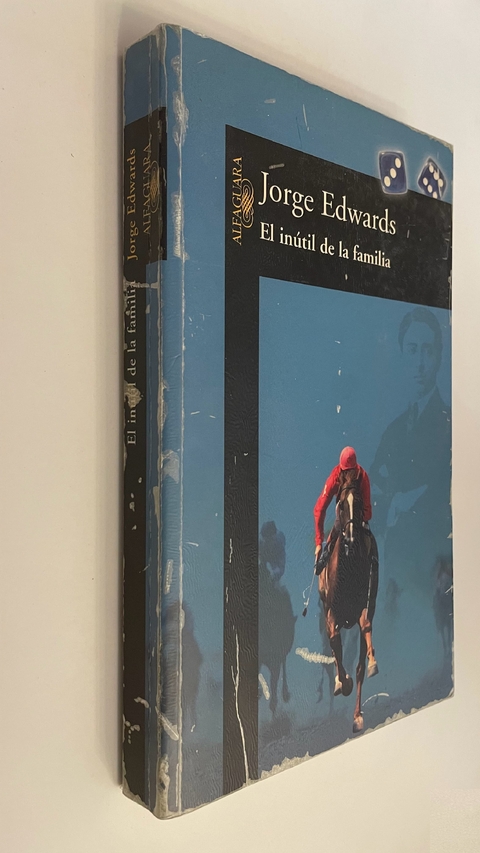 Jorge Edwards
El inútil de la familia
ALFAGUARA
El inútil de la familia
Jorge Edwards
ALFAGUARA